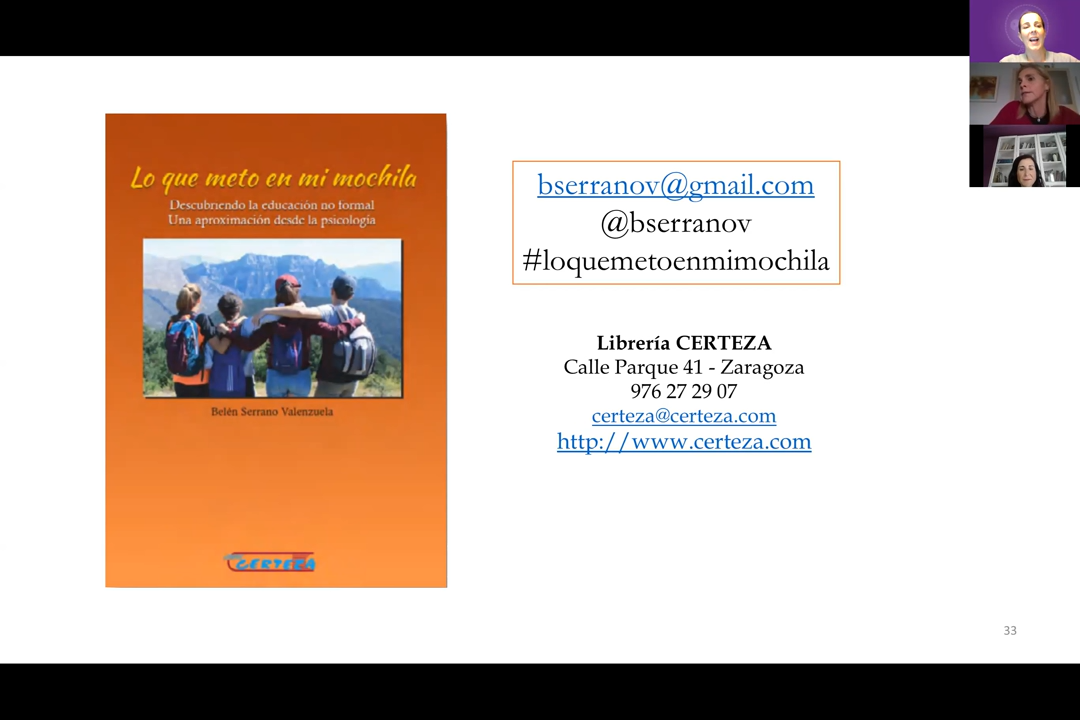 Lo que meto en mi mochila
Descubriendo la educación no formal
Una aproximación desde la psicología
Belén Serrano Valenzuela
CERTEZA
bserranov@gmail.com
@bserranov
#loquemetoenmimochila
Librería CERTEZA
Calle Parque 41 - Zaragoza
976 27 29 07
certeza@certeza.com
http://www.certeza.com
33